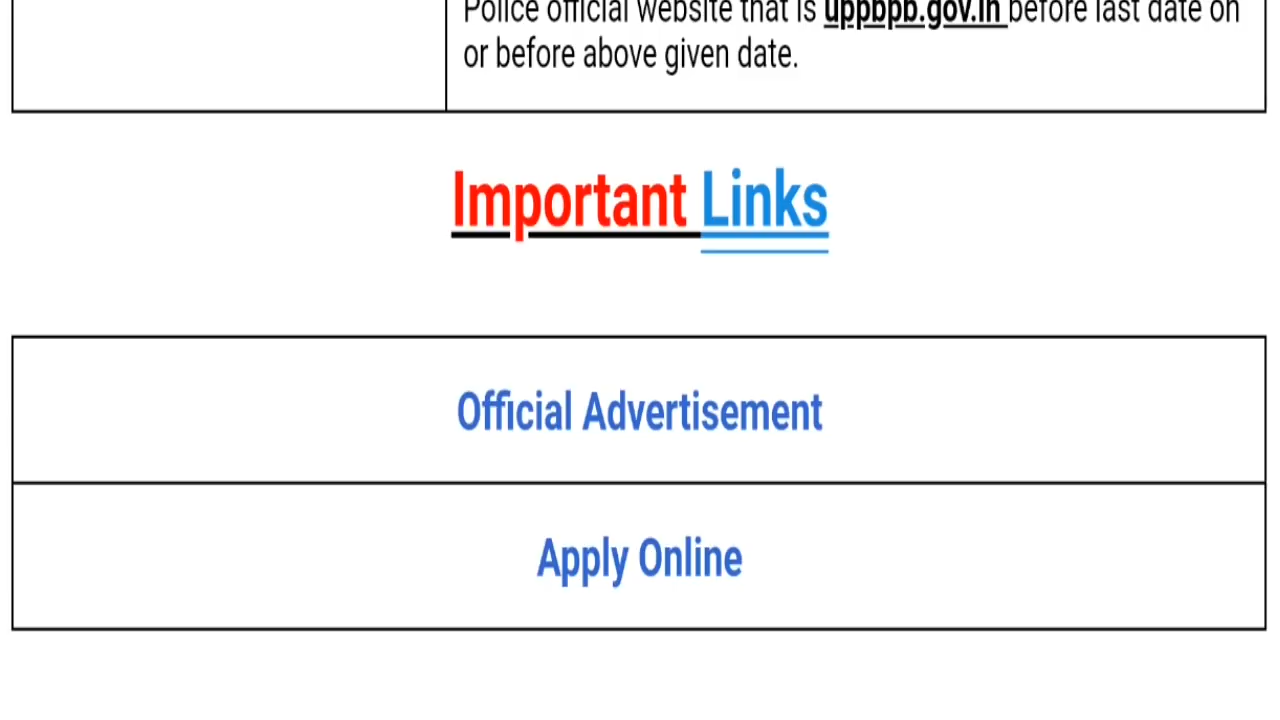 Police official website that is uppbpb.gov.in before last date on
or before above given date.
Important Links
Official Advertisement
Apply Online